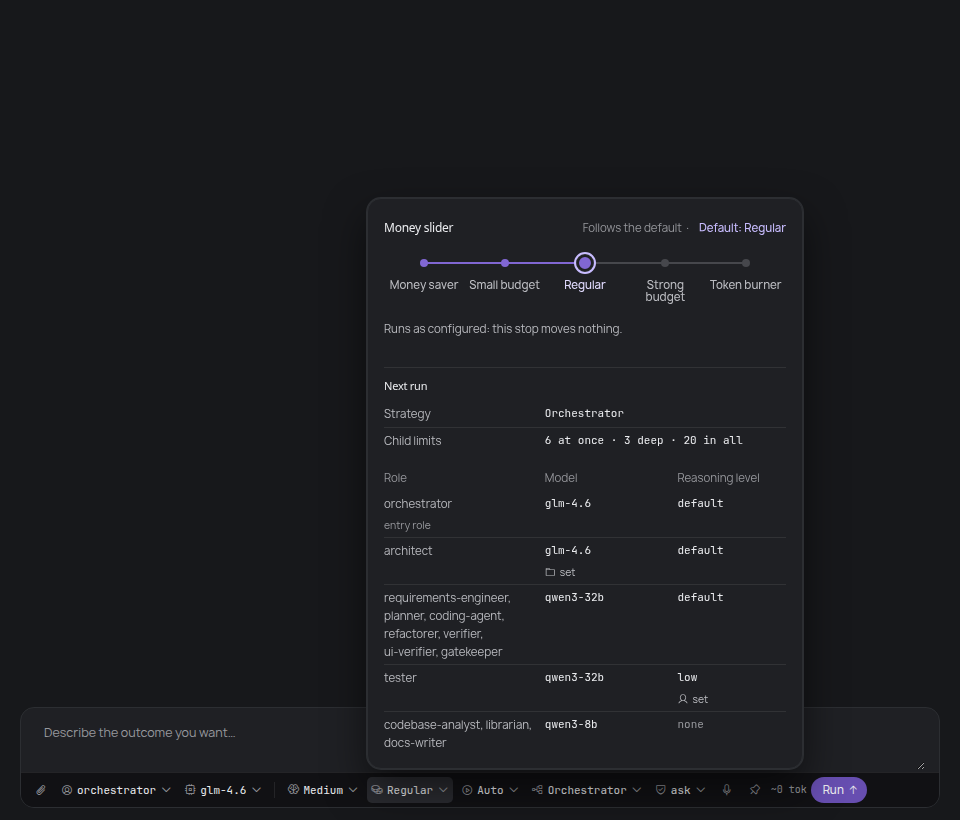 Money slider
Follows the default · Default: Regular
Money saver
Small budget
Regular
Strong
budget
Token burner
Runs as configured: this stop moves nothing.
Next run
Strategy Orchestrator
Child limits 6 at once · 3 deep · 20 in all
Role Model Reasoning level
orchestrator glm-4.6 default
entry role
architect glm-4.6 default
set
requirements-engineer, qwen3-32b default
planner, coding-agent,
refactorer, verifier,
ui-verifier, gatekeeper
tester qwen3-32b low
set
codebase-analyst, librarian, qwen3-8b none
docs-writer
Describe the outcome you want…
orchestrator glm-4.6 Medium Regular Auto Orchestrator ask ~0 tok Run ↑